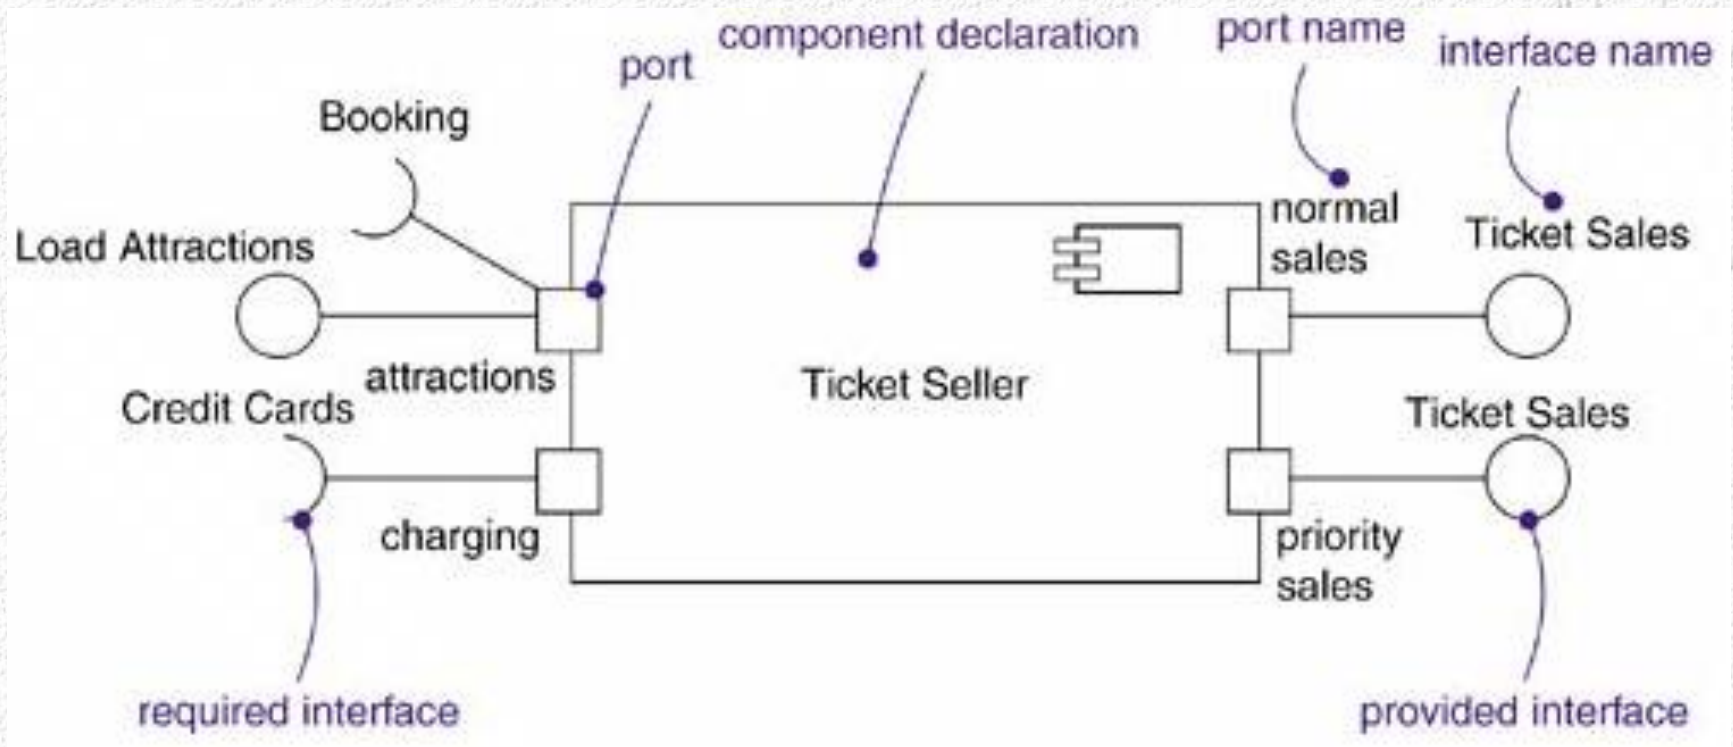 component declaration
port name
interface name
port
Booking
normal
sales
Ticket Sales
Load Attractions
attractions
Ticket Seller
Credit Cards
Ticket Sales
charging
priority
sales
required interface
provided interface